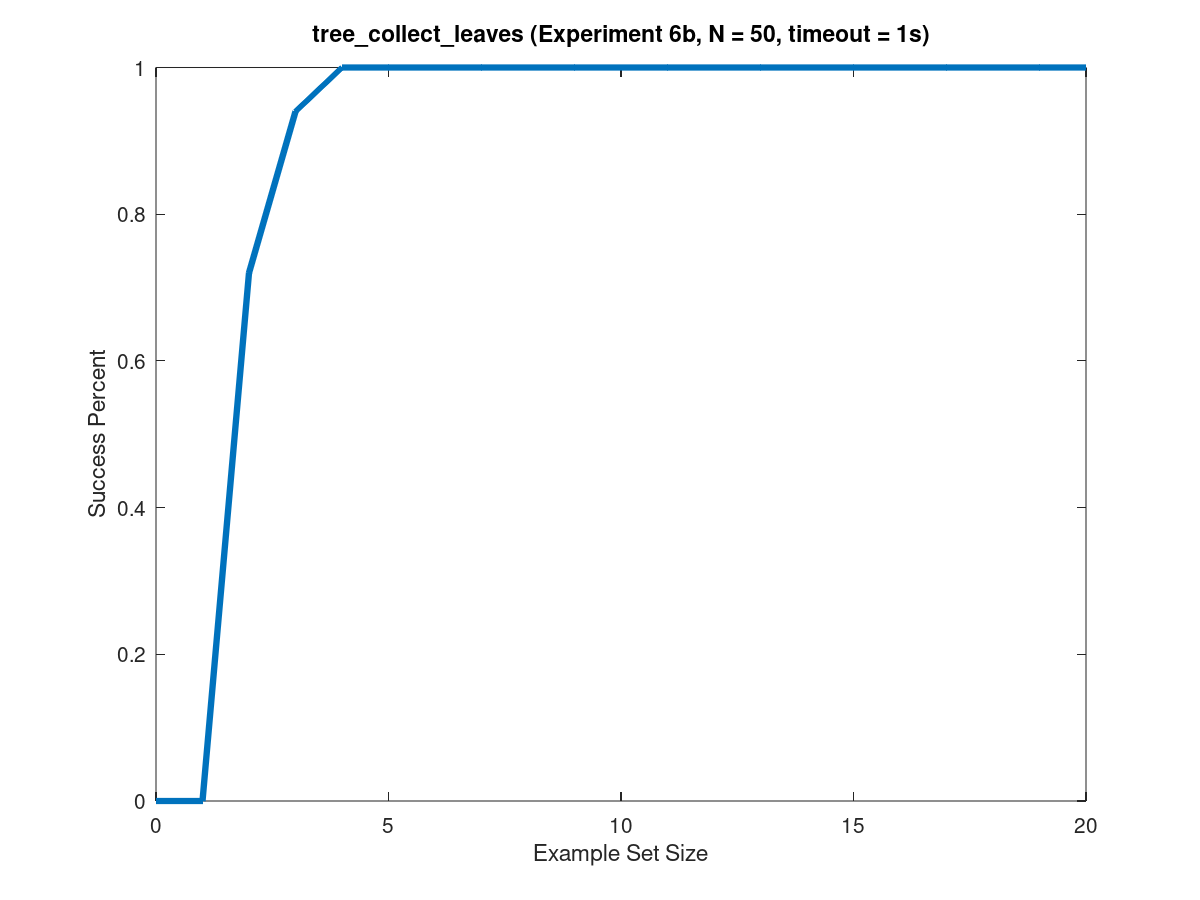 tree_collect_leaves (Experiment 6b, N = 50, timeout = 1s)
1
0.8
0.6
0.4
0.2
0
Success Percent
0 5 10 15 20
Example Set Size